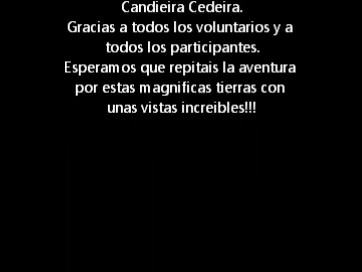 Candieira Cedeira.
Gracias a todos los voluntarios y a
todos los participantes.
Esperamos que repitais la aventura
por estas magnificas tierras con
unas vistas increibles!!!